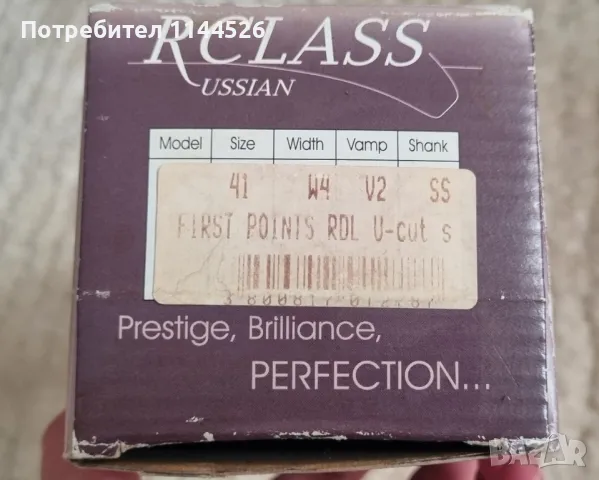 Потребител 1144526
RCLASS
USSIAN
Model Size Width Vamp Shank
41 W4 V2 SS
FIRST POINTS RDL U-cut s
Prestige, Brilliance,
PERFECTION...
BAZAR